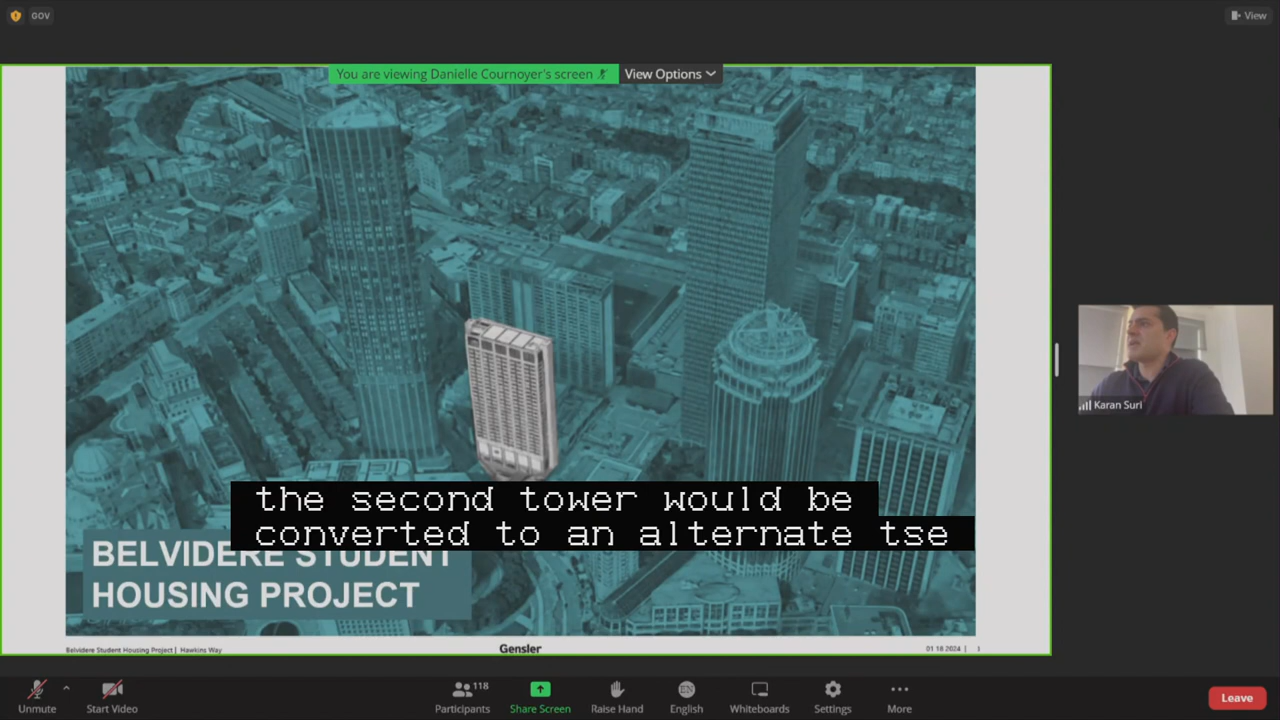 GOV
View
You are viewing Danielle Cournoyer's screen
View Options
the second tower would be
converted to an alternate tse
BELVIDERE STUDENT
HOUSING PROJECT
Belvidere Student Housing Project | Hawkins Way
Gensler
01 18 2024 | 1
Karan Suri
Unmute
Start Video
118
Participants
Share Screen
Raise Hand
EN
English
Whiteboards
Settings
More
Leave